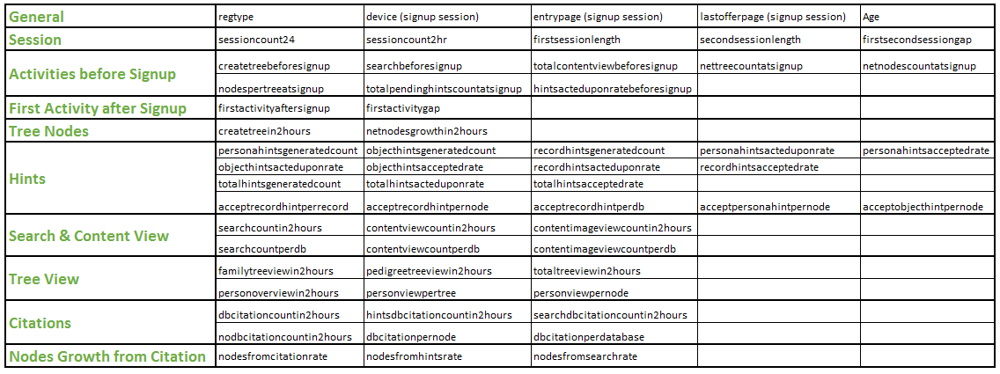 General regtype device (signup session) entrypage (signup session) lastofferpage (signup session) Age
Session sessioncount24 sessioncount2hr firstsessionlength secondsessionlength firstsecondsessiongap
Activities before Signup createtreebeforesignup searchbeforesignup totalcontentviewbeforesignup nettreecountatsignup netnodescountatsignup
nodespertreeatsignup totalpendinghintscountatsignup hintsacteduponratebeforesignup
First Activity after Signup firstactivityaftersignup firstactivitygap
Tree Nodes createtreein2hours netnodesgrowthin2hours
Hints personahintsgeneratedcount objecthintsgeneratedcount recordhintsgeneratedcount personahintsacteduponrate personahintsacceptedrate
objecthintsacteduponrate objecthintsacceptedrate recordhintsacteduponrate recordhintsacceptedrate
totalhintsgeneratedcount totalhintsacteduponrate totalhintsacceptedrate
acceptrecordhintperrecord acceptrecordhintpernode acceptrecordhintperdb acceptpersonahintpernode acceptobjecthintpernode
Search & Content View searchcountin2hours contentviewcountin2hours contentimageviewcountin2hours
searchcountperdb contentviewcountperdb contentimageviewcountperdb
Tree View familytreeviewin2hours pedigreetreeviewin2hours totaltreeviewin2hours
personoverviewin2hours personviewpertree personviewpernode
Citations dbcitationcountin2hours hintsdbcitationcountin2hours searchdbcitationcountin2hours
nodbcitationcountin2hours dbcitationpernode dbcitationperdatabase
Nodes Growth from Citation nodesfromcitationrate nodesfromhintsrate nodesfromsearchrate